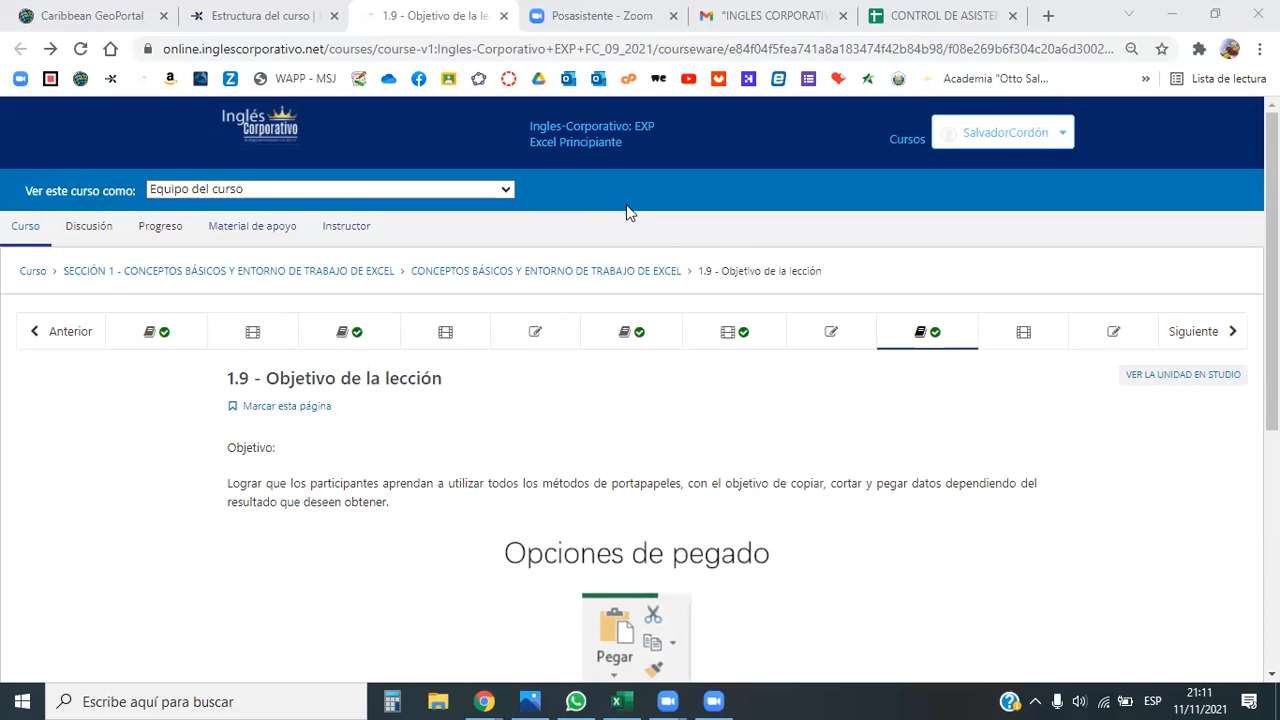 Caribbean GeoPortal
Estructura del curso |
1.9 - Objetivo de la le
Posasistente - Zoom
"INGLES CORPORATIV
CONTROL DE ASISTE
online.inglescorporativo.net/courses/course-v1:Ingles-Corporativo+EXP+FC_09_2021/courseware/e84f04f5fea741a8a183474f42b84b98/f08e269b6f304c20a6d3002...
WAPP - MSJ
Academia "Otto Sal...
Lista de lectura
Inglés
Corporativo
Ingles-Corporativo: EXP
Excel Principiante
Cursos
SalvadorCordón
Ver este curso como:
Equipo del curso
Curso
Discusión
Progreso
Material de apoyo
Instructor
Curso > SECCIÓN 1 - CONCEPTOS BÁSICOS Y ENTORNO DE TRABAJO DE EXCEL > CONCEPTOS BÁSICOS Y ENTORNO DE TRABAJO DE EXCEL > 1.9 - Objetivo de la lección
Anterior
Siguiente
1.9 - Objetivo de la lección
VER LA UNIDAD EN STUDIO
Marcar esta página
Objetivo:
Lograr que los participantes aprendan a utilizar todos los métodos de portapapeles, con el objetivo de copiar, cortar y pegar datos dependiendo del
resultado que deseen obtener.
Opciones de pegado
Pegar
Escribe aquí para buscar
ESP
21:11
11/11/2021